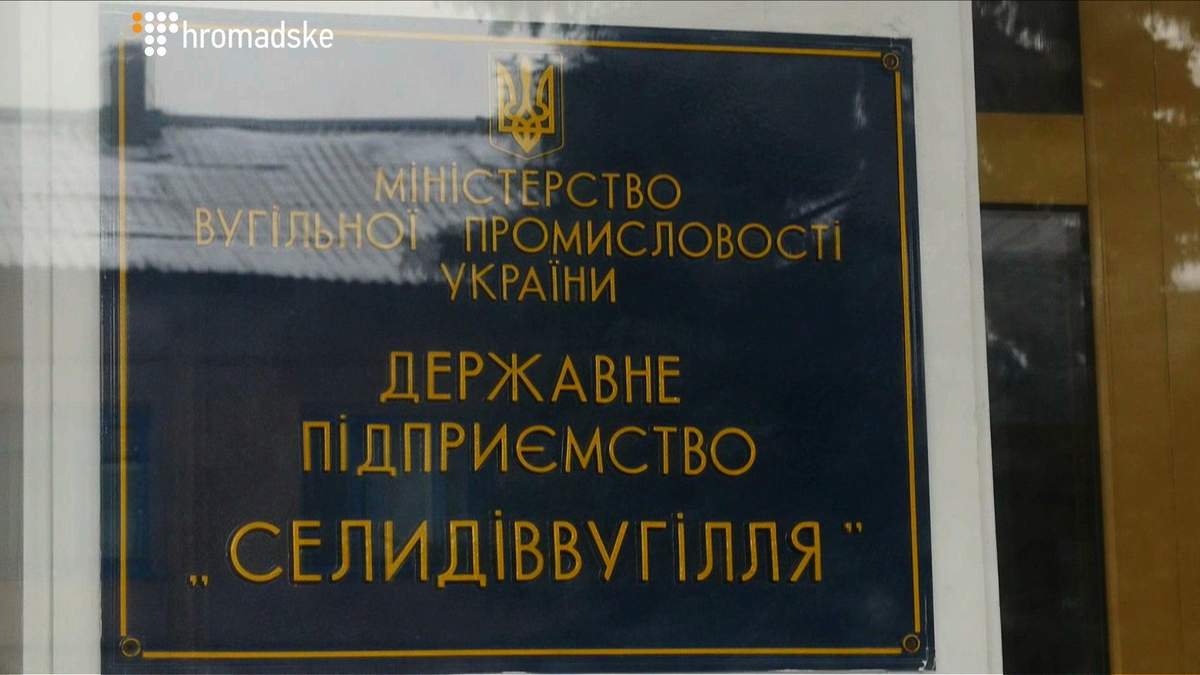 hromadske
МІНІСТЕРСТВО
ВУГІЛЬНОЇ ПРОМИСЛОВОСТІ
УКРАЇНИ
ДЕРЖАВНЕ
ПІДПРИЄМСТВО
„СЕЛИДІВВУГІЛЛЯ”